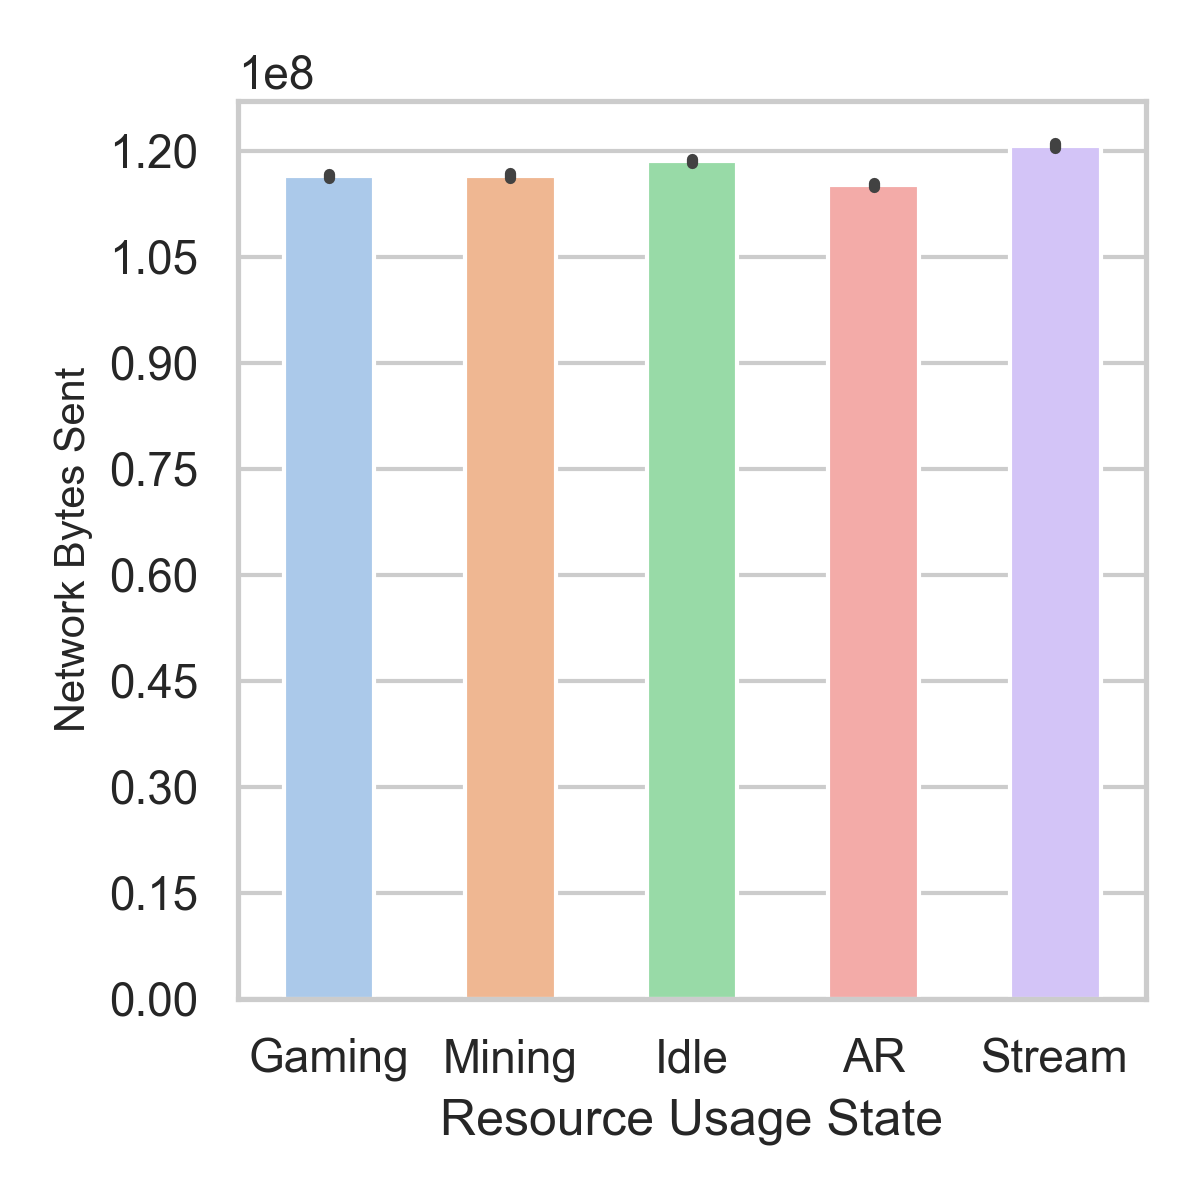 1e8
1.20
1.05
0.90
0.75
0.60
0.45
0.30
0.15
0.00
Network Bytes Sent
Gaming Mining Idle AR Stream
Resource Usage State